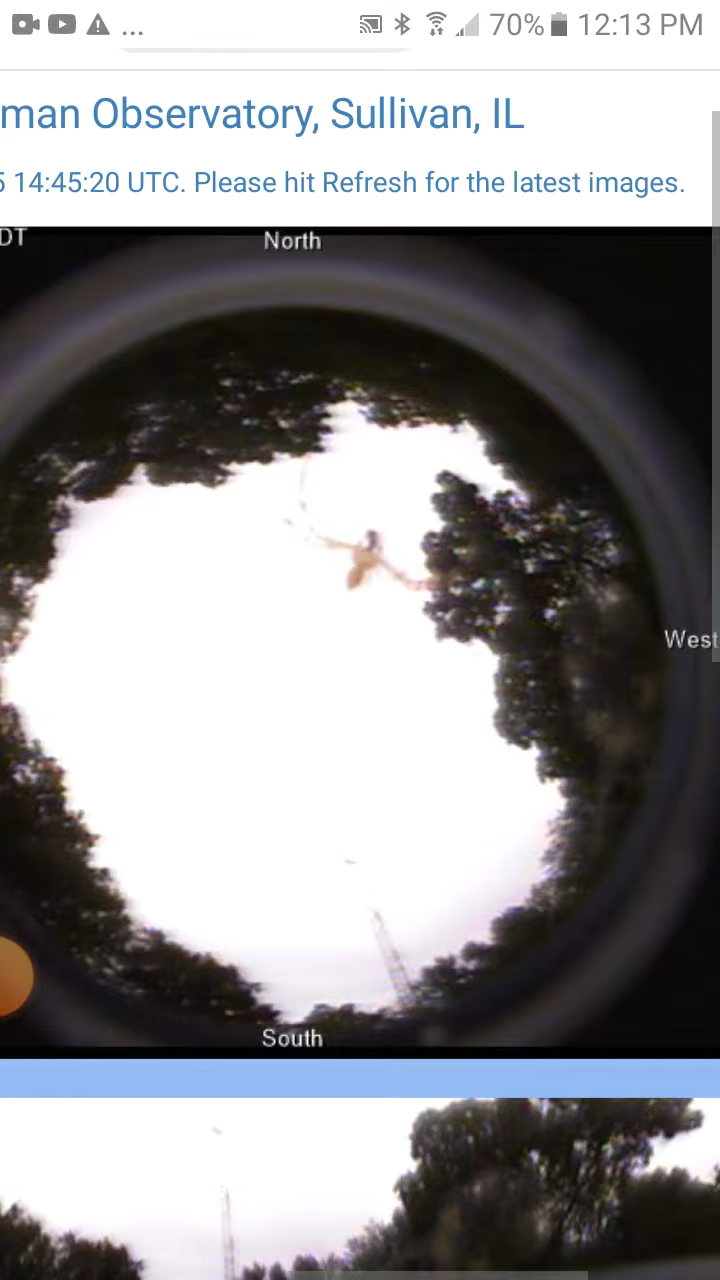 ... 70% 12:13 PM
man Observatory, Sullivan, IL
5 14:45:20 UTC. Please hit Refresh for the latest images.
DT
North
West
South